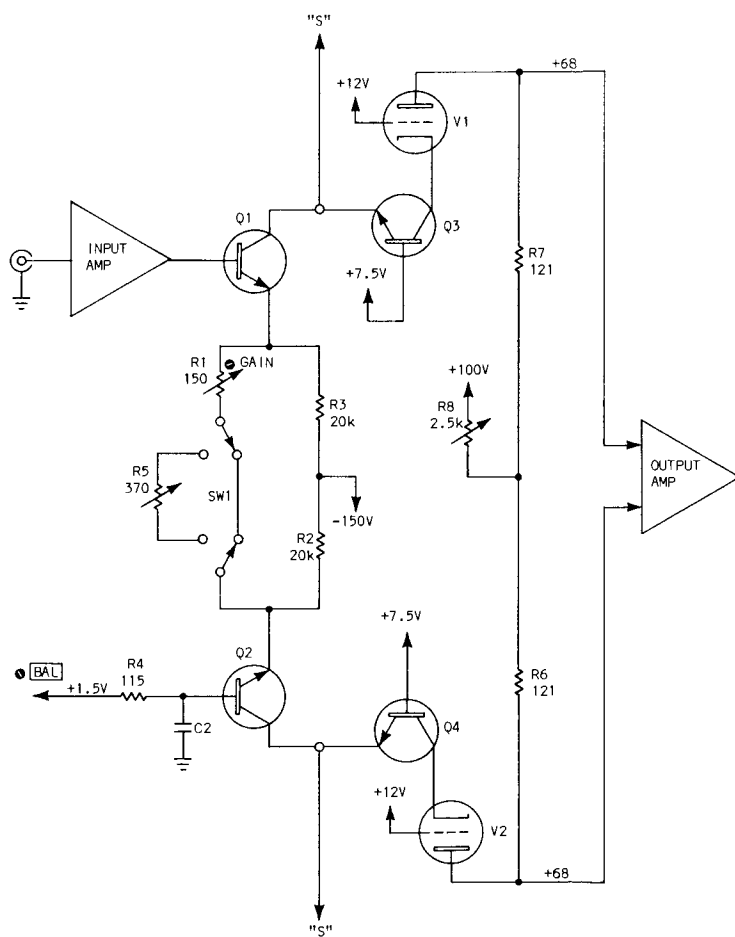 "S"
+12V
V1
+68
Q1
INPUT
AMP
Q3
+7.5V
R7
121
R1
150
GAIN
R3
20k
+100V
R8
2.5k
R5
370
SW1
-150V
R2
20k
OUTPUT
AMP
+7.5V
BAL
+1.5V
R4
115
Q2
C2
Q4
R6
121
+12V
V2
+68
"S"